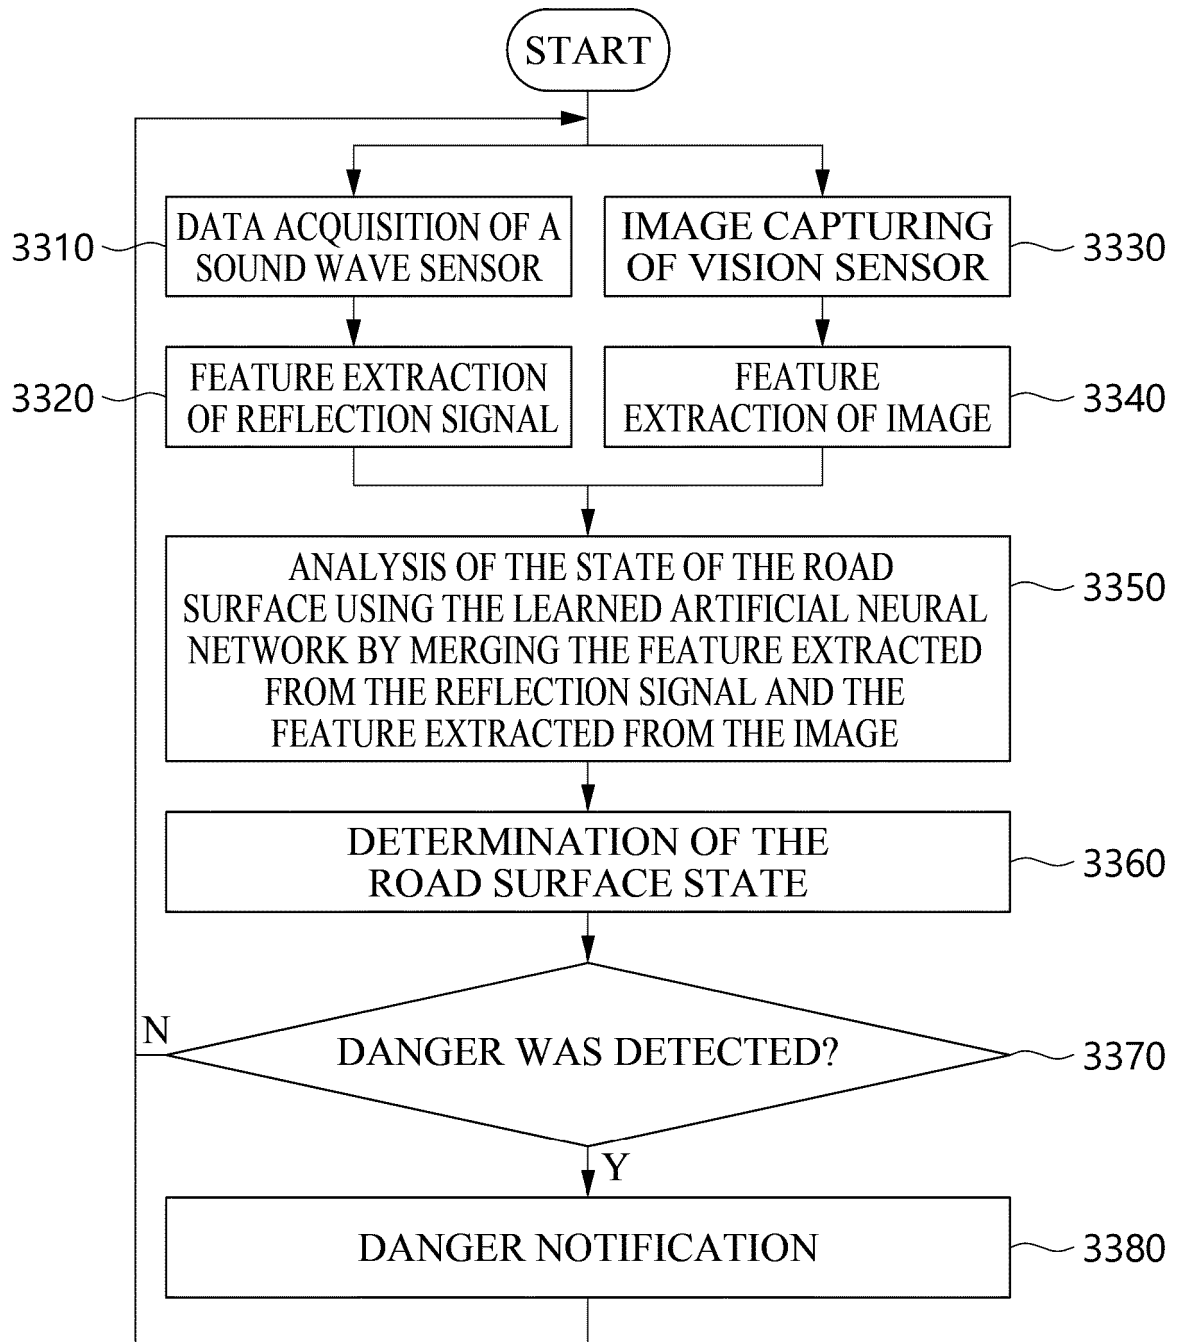 START
3310
DATA ACQUISITION OF A
SOUND WAVE SENSOR
IMAGE CAPTURING
OF VISION SENSOR
3330
3320
FEATURE EXTRACTION
OF REFLECTION SIGNAL
FEATURE
EXTRACTION OF IMAGE
3340
ANALYSIS OF THE STATE OF THE ROAD
SURFACE USING THE LEARNED ARTIFICIAL NEURAL
NETWORK BY MERGING THE FEATURE EXTRACTED
FROM THE REFLECTION SIGNAL AND THE
FEATURE EXTRACTED FROM THE IMAGE
3350
DETERMINATION OF THE
ROAD SURFACE STATE
3360
N
DANGER WAS DETECTED?
3370
Y
DANGER NOTIFICATION
3380